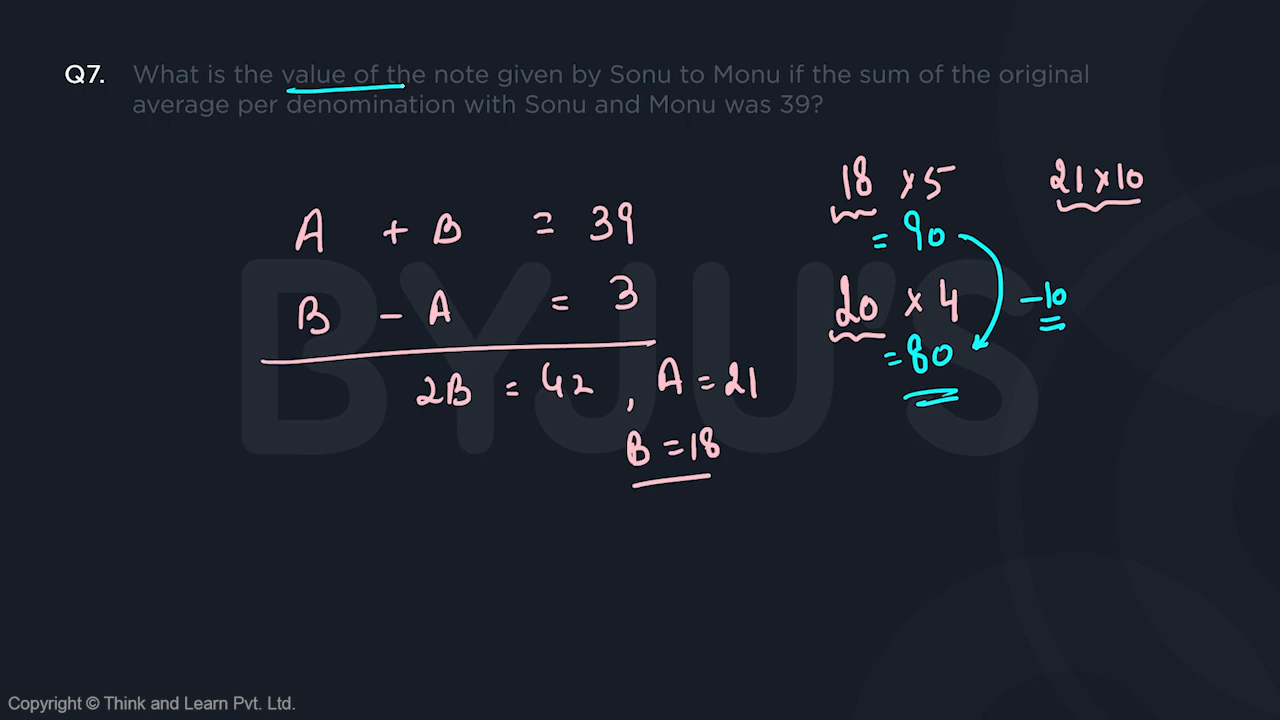 Q7. What is the value of the note given by Sonu to Monu if the sum of the original
average per denomination with Sonu and Monu was 39?
A + B = 39
B - A = 3
2B = 42 , A = 21
B = 18
18 x 5
= 90
20 x 4
= 80
-10
21 x 10
BYJU'S
Copyright © Think and Learn Pvt. Ltd.